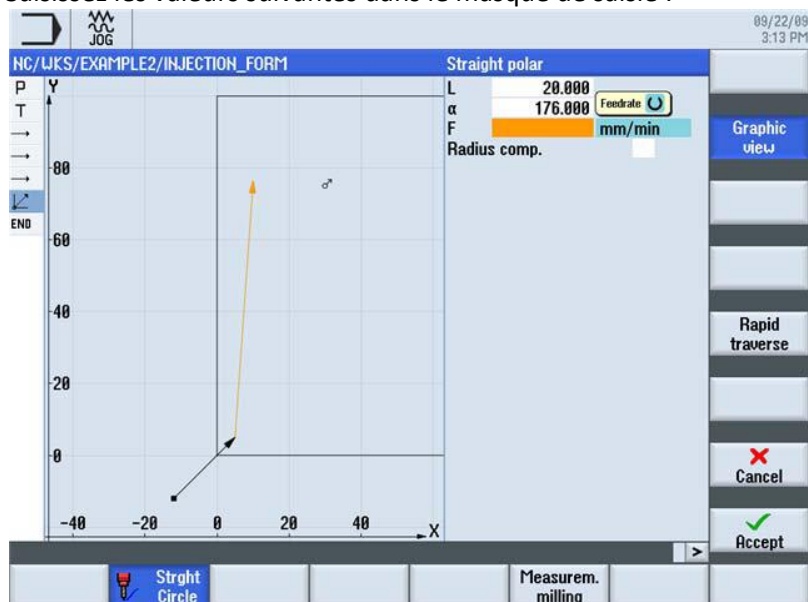 Saisissez les valeurs suivantes dans le masque de saisie :
JOG
09/22/09
3:13 PM
NC/WKS/EXAMPLE2/INJECTION_FORM
Straight polar
P
T
END
Y
80
60
40
20
0
-40 -20 0 20 40 X
L 20.000
α 176.000 Feedrate
F mm/min
Radius comp.
Graphic
view
Rapid
traverse
Cancel
Accept
>
Strght
Circle
Measurem.
milling